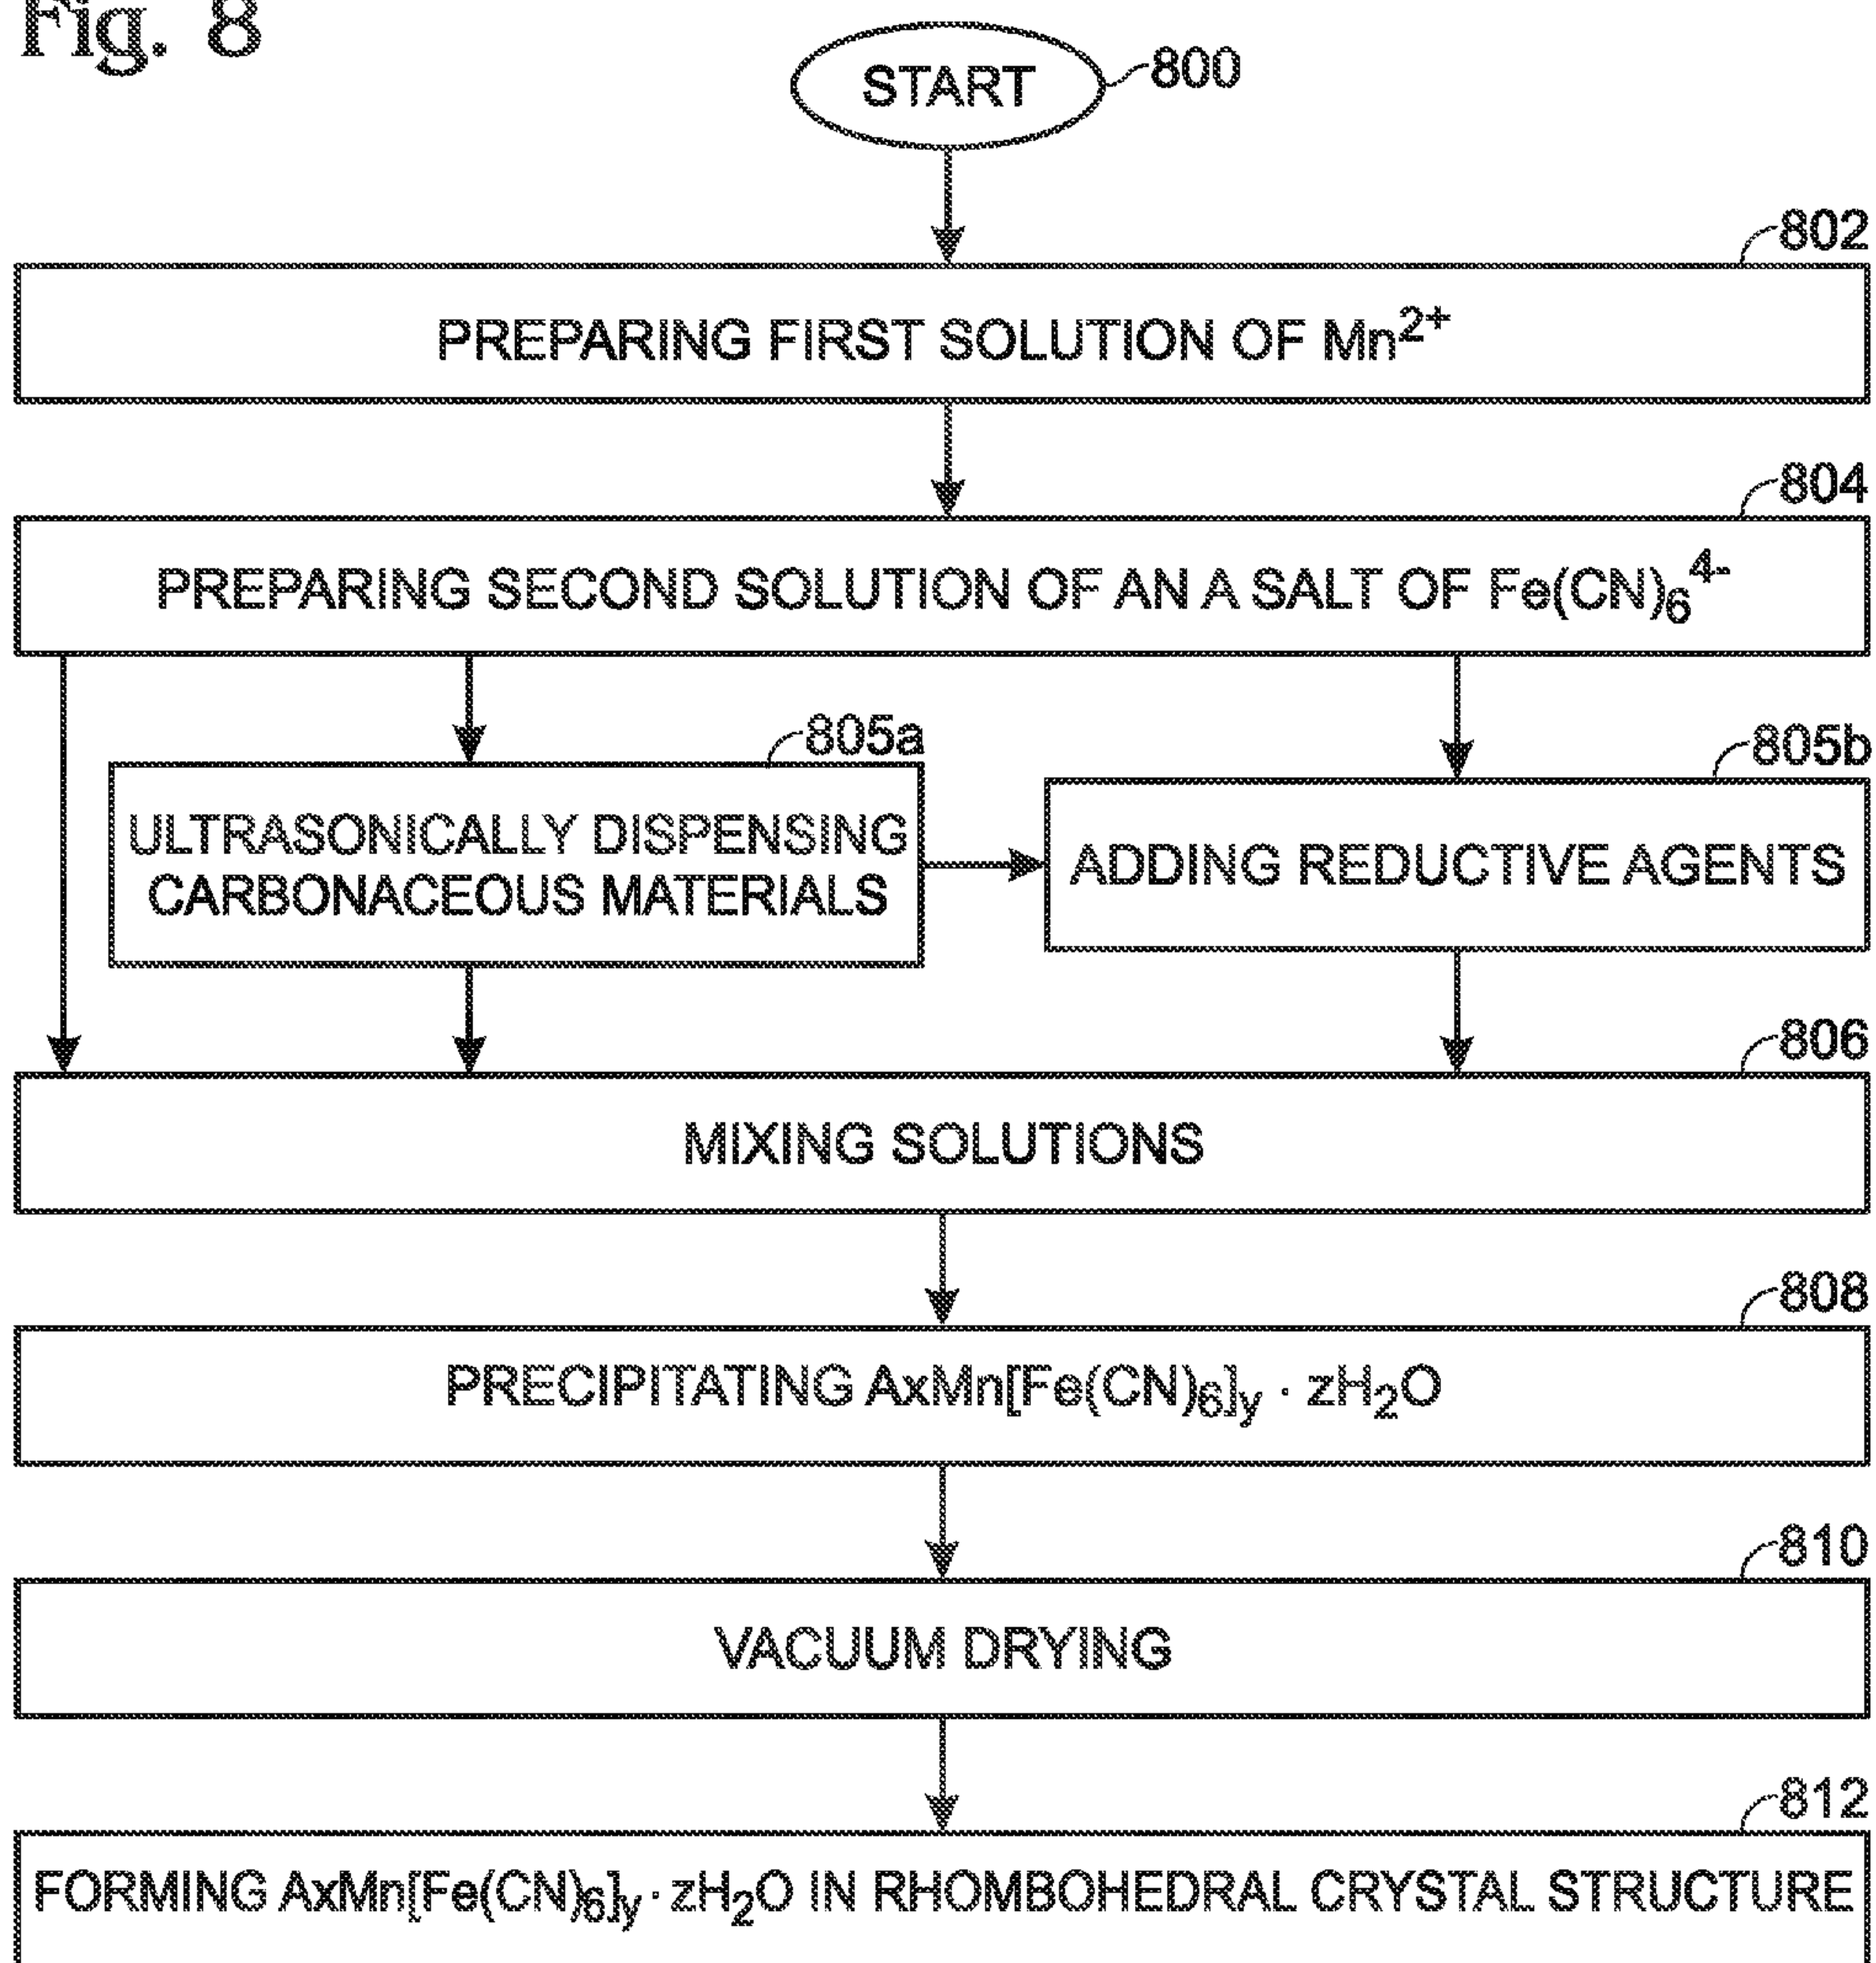 Fig. 8
START
800
802
PREPARING FIRST SOLUTION OF Mn²⁺
804
PREPARING SECOND SOLUTION OF AN A SALT OF Fe(CN)₆⁴⁻
805a
805b
ULTRASONICALLY DISPENSING
CARBONACEOUS MATERIALS
ADDING REDUCTIVE AGENTS
806
MIXING SOLUTIONS
808
PRECIPITATING AxMn[Fe(CN)₆]y · zH₂O
810
VACUUM DRYING
812
FORMING AxMn[Fe(CN)₆]y · zH₂O IN RHOMBOHEDRAL CRYSTAL STRUCTURE